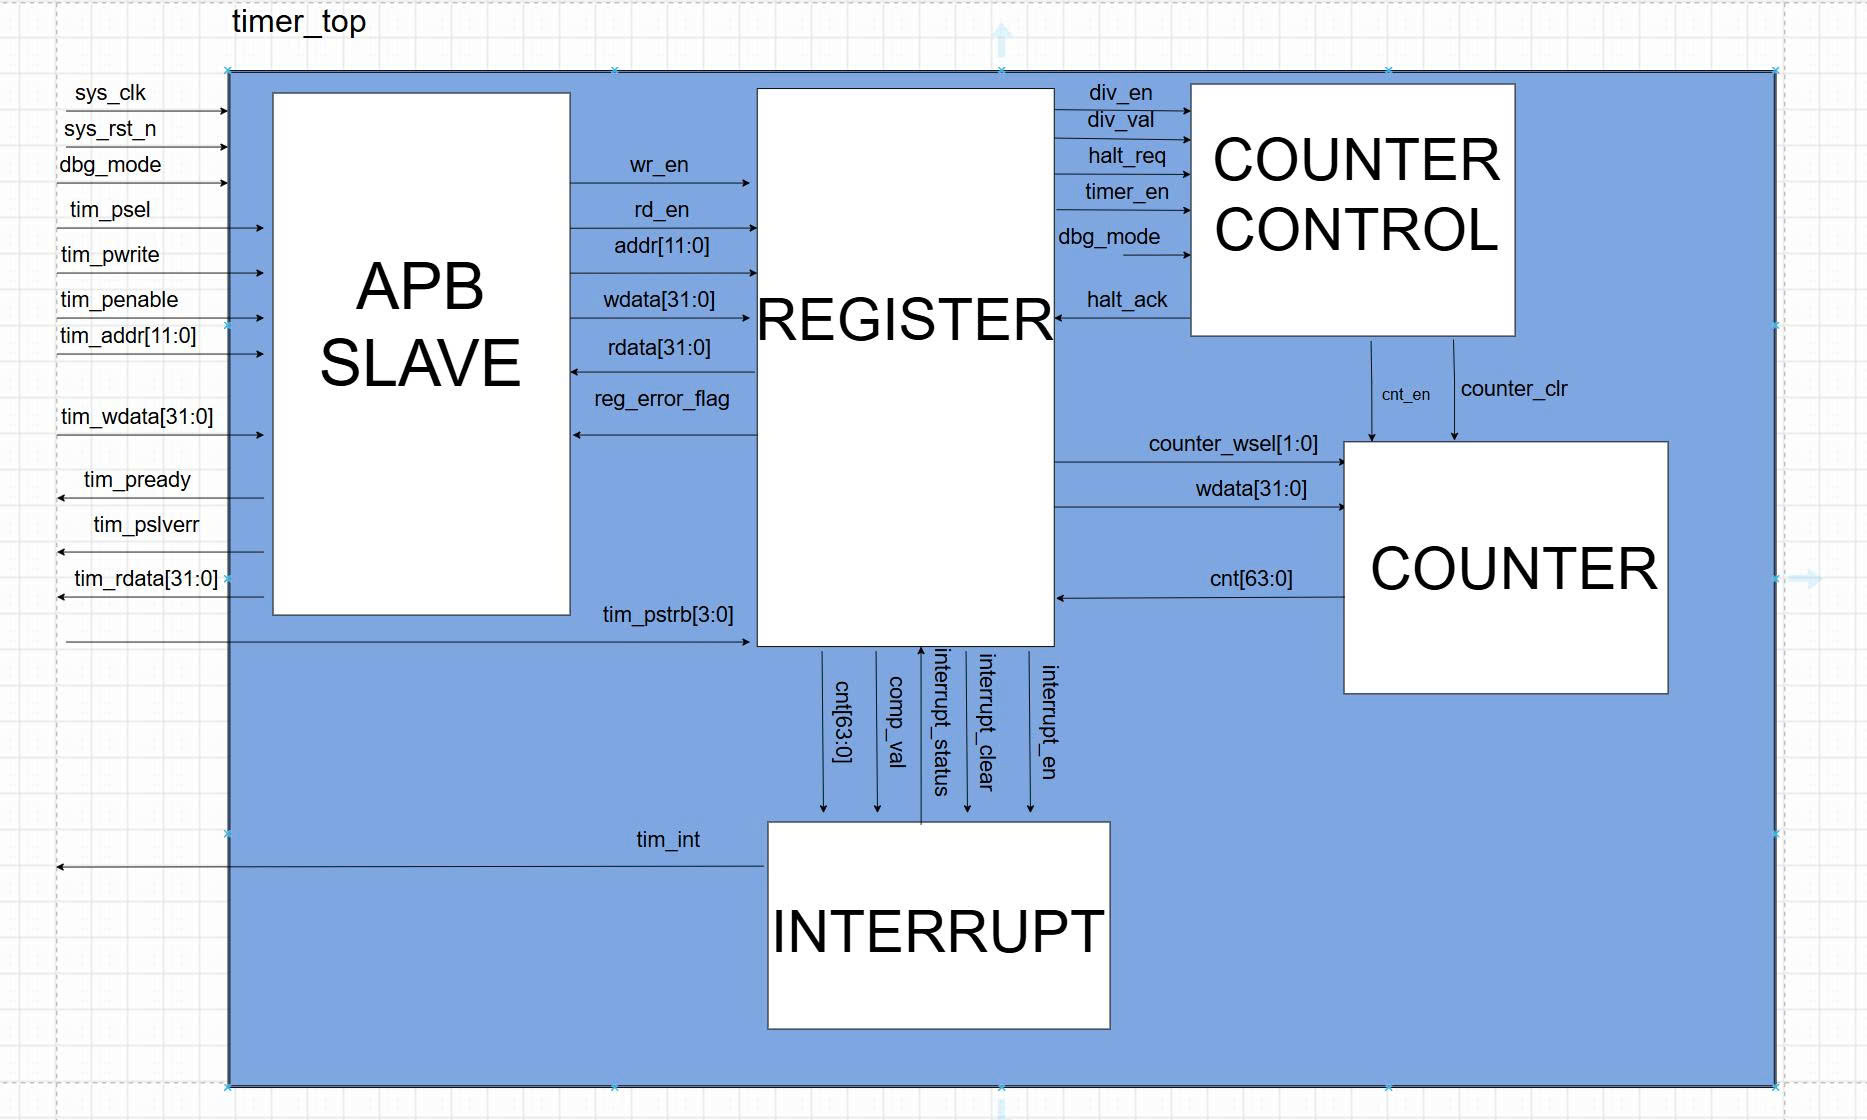 timer_top
sys_clk
sys_rst_n
dbg_mode
tim_psel
tim_pwrite
tim_penable
tim_addr[11:0]
tim_wdata[31:0]
tim_pready
tim_pslverr
tim_rdata[31:0]
APB
SLAVE
wr_en
rd_en
addr[11:0]
wdata[31:0]
rdata[31:0]
reg_error_flag
tim_pstrb[3:0]
REGISTER
div_en
div_val
halt_req
timer_en
dbg_mode
halt_ack
COUNTER
CONTROL
cnt_en
counter_clr
counter_wsel[1:0]
wdata[31:0]
cnt[63:0]
COUNTER
cnt[63:0]
comp_val
interrupt_status
interrupt_clear
interrupt_en
tim_int
INTERRUPT